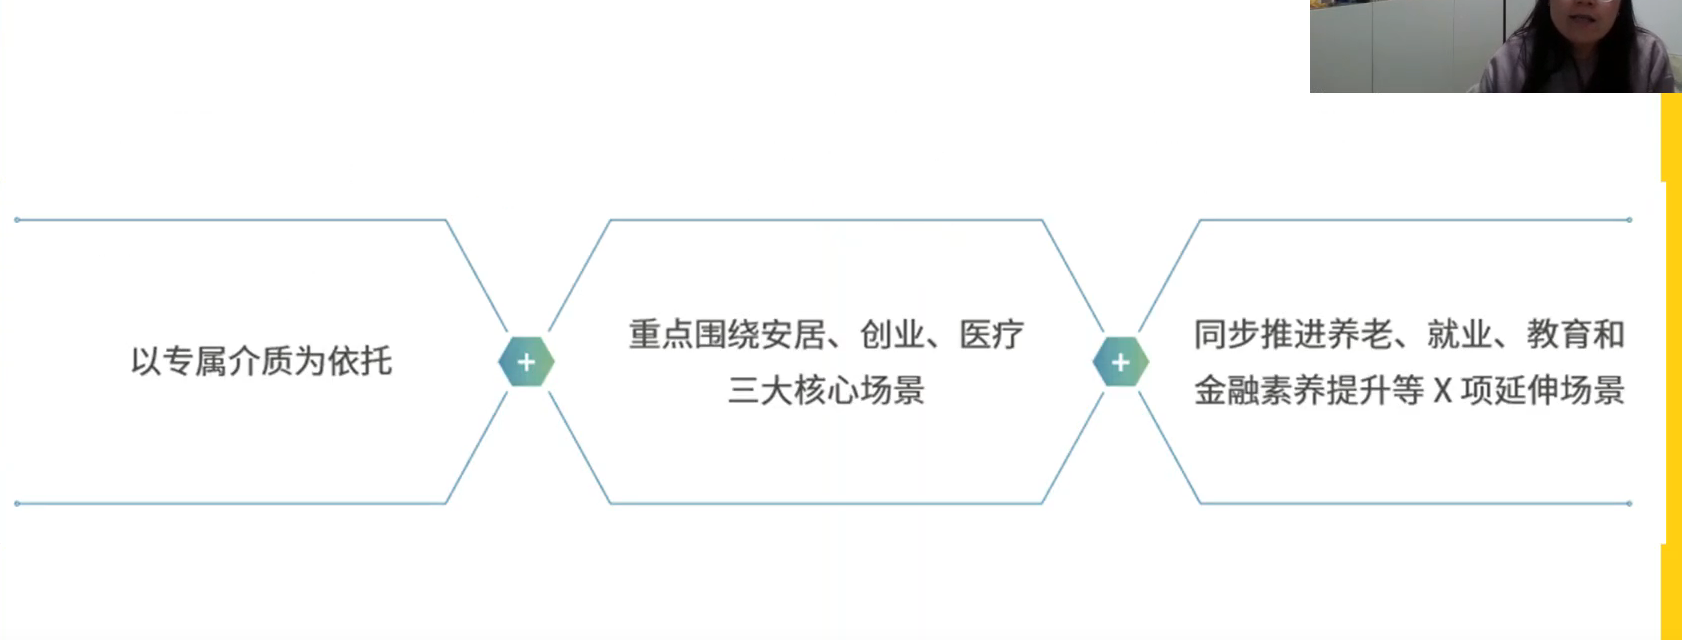 以专属介质为依托
+
重点围绕安居、创业、医疗
三大核心场景
+
同步推进养老、就业、教育和
金融素养提升等 X 项延伸场景